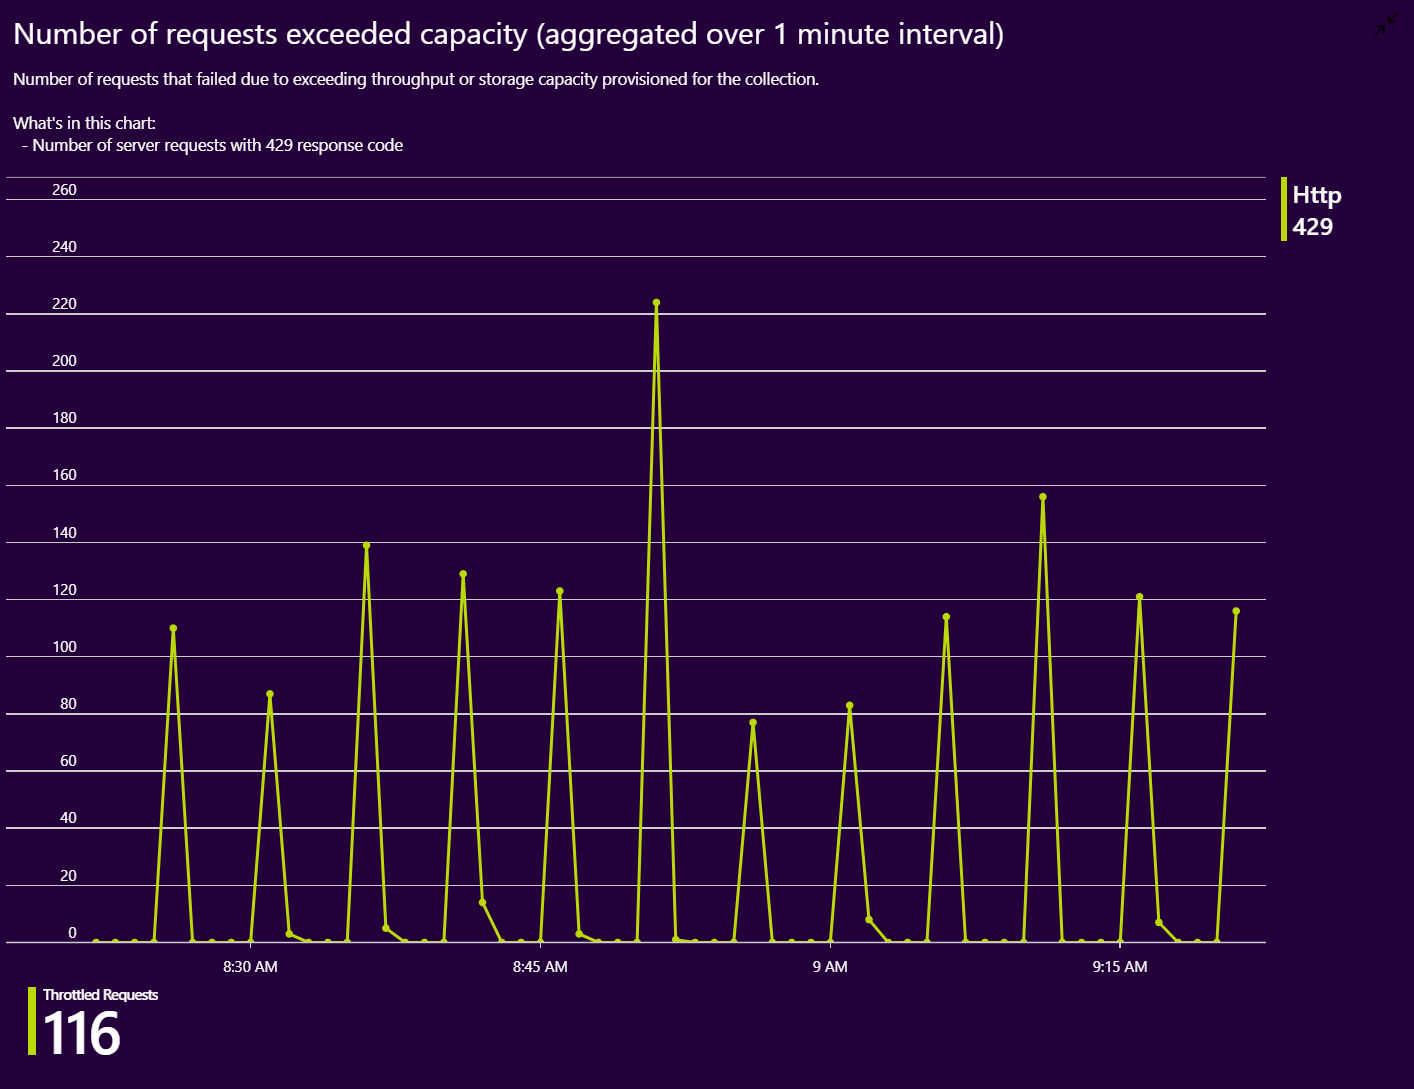 Number of requests exceeded capacity (aggregated over 1 minute interval)
Number of requests that failed due to exceeding throughput or storage capacity provisioned for the collection.
What's in this chart:
- Number of server requests with 429 response code
260
240
220
200
180
160
140
120
100
80
60
40
20
0
8:30 AM
8:45 AM
9 AM
9:15 AM
Http
429
Throttled Requests
116